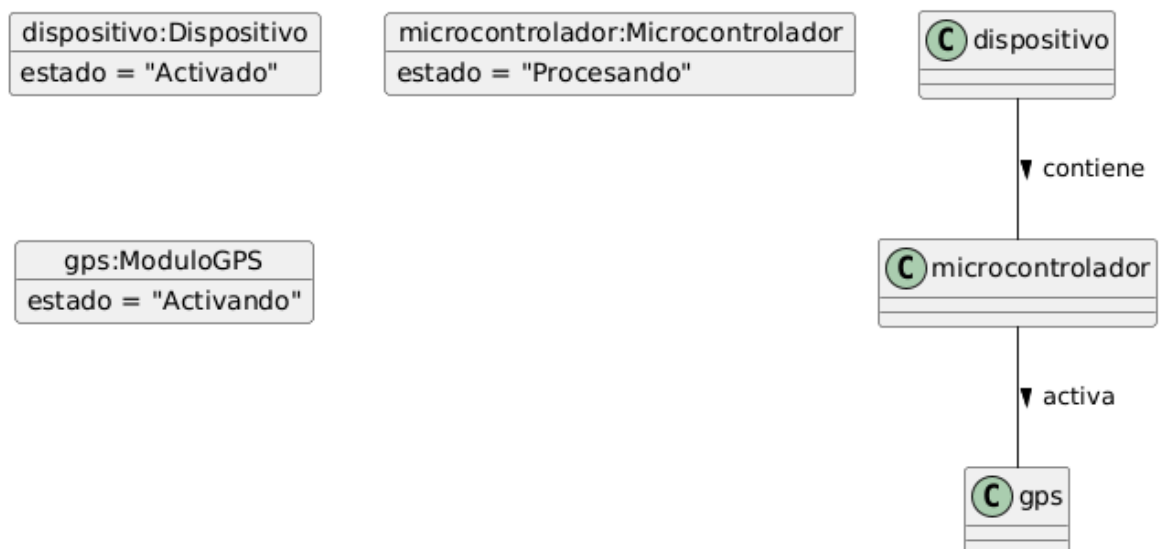 dispositivo:Dispositivo
estado = "Activado"
microcontrolador:Microcontrolador
estado = "Procesando"
C dispositivo
contiene
gps:ModuloGPS
estado = "Activando"
C microcontrolador
activa
C gps